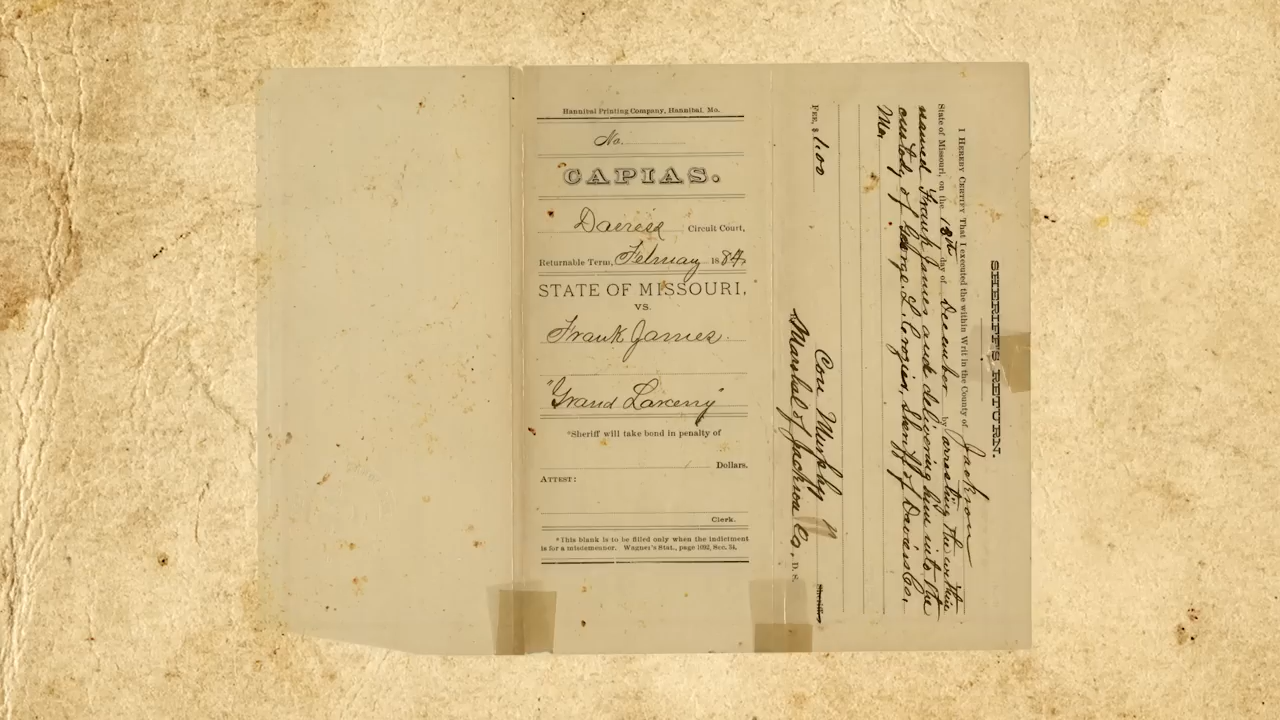 Hannibal Printing Company, Hannibal, Mo.
No.
CAPIAS.
Daviess Circuit Court,
Returnable Term, February 1884
STATE OF MISSOURI,
VS.
Frank James.
"Grand Larceny"
*Sheriff will take bond in penalty of
Dollars.
ATTEST:
Clerk.
*This blank is to be filled only when the indictment
is for a misdemeanor. Wagner's Stat., page 1092, Sec. 24.
SHERIFF'S RETURN.
I HEREBY CERTIFY That I executed the within Writ in the County of Jackson
State of Missouri, on the 18th day of December by arresting the within
named Frank James and delivering him into the
custody of George. L. Crozier, Sheriff of Daviess Co.
Mo.
FEE, $1.00
Con Murphy
Sheriff
Marshal of Jackson Co., D. S.